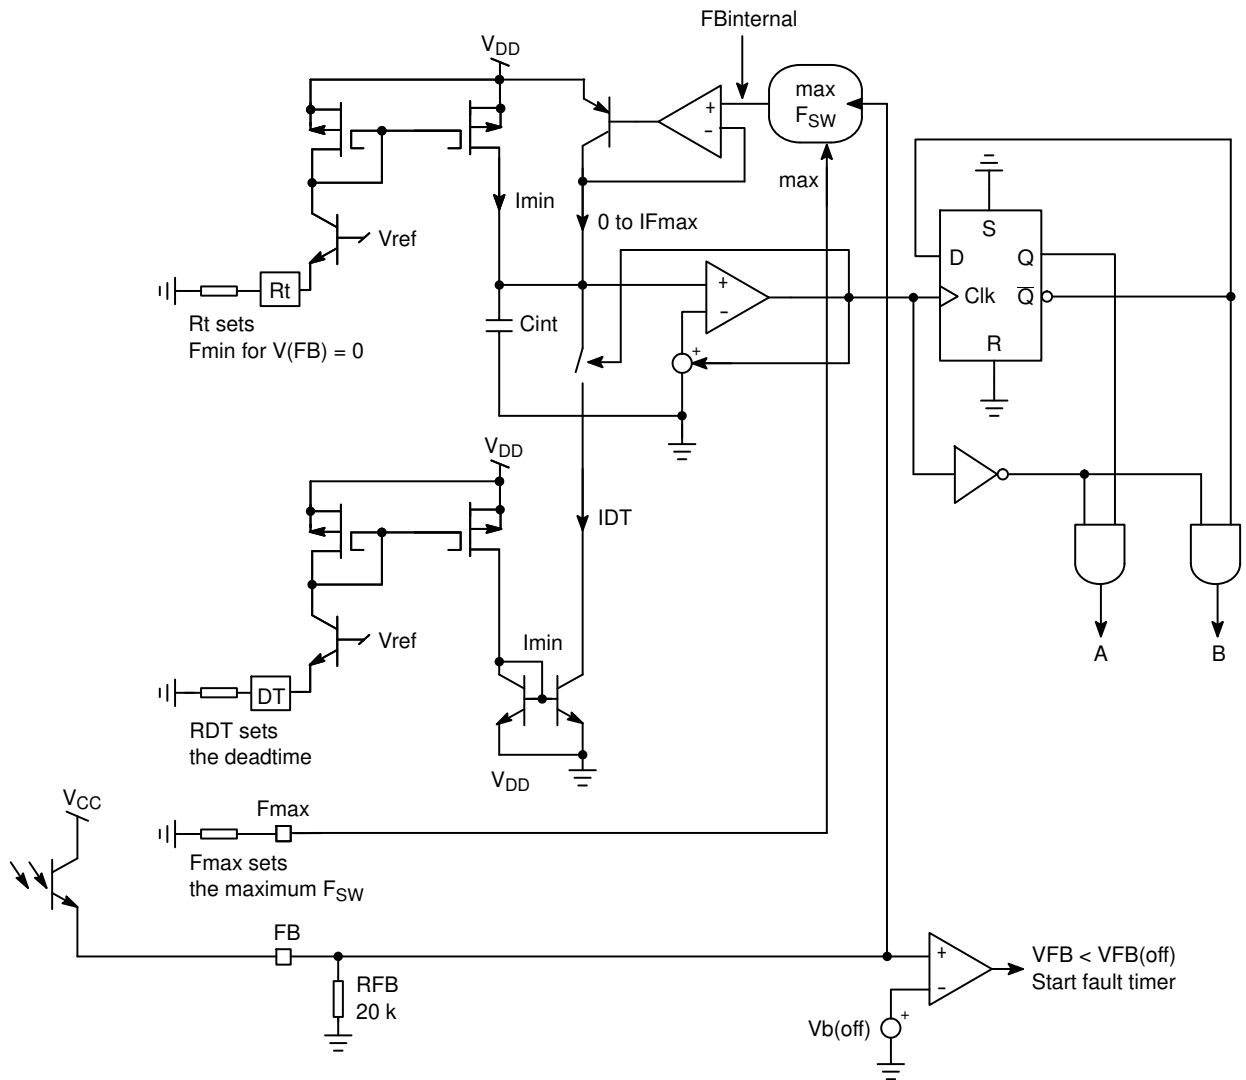 FBinternal
VDD
max
FSW
+
−
Imin
max
0 to IFmax
Vref
S
D
Q
Clk
Q̅
R
Rt
Rt sets
Fmin for V(FB) = 0
Cint
+
−
+
VDD
IDT
Vref
Imin
A
B
DT
RDT sets
the deadtime
VDD
VCC
Fmax
Fmax sets
the maximum FSW
FB
RFB
20 k
+
−
VFB < VFB(off)
Start fault timer
Vb(off)
+